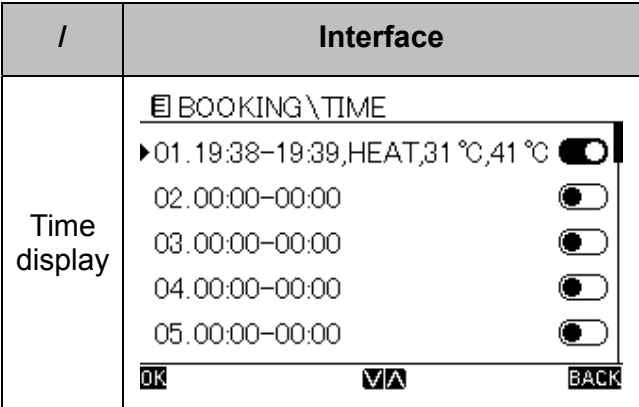 / Interface
Time display
BOOKING\TIME
01.19:38-19:39,HEAT,31℃,41℃
02.00:00-00:00
03.00:00-00:00
04.00:00-00:00
05.00:00-00:00
OK VΛ BACK